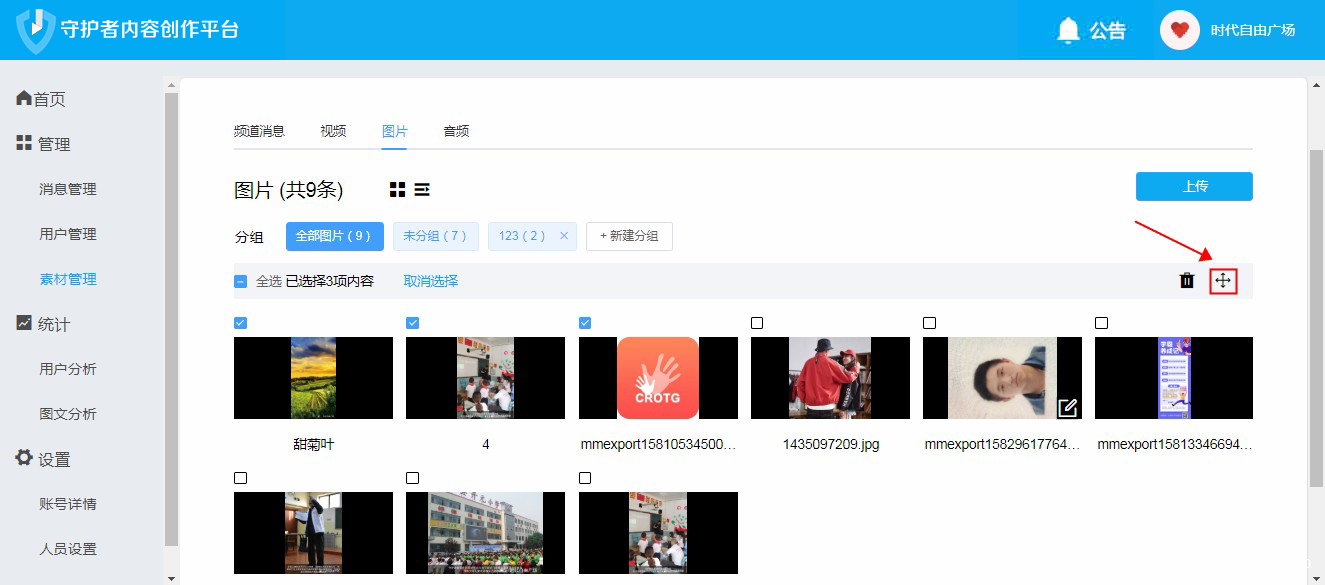 守护者内容创作平台
公告
时代自由广场
首页
管理
消息管理
用户管理
素材管理
统计
用户分析
图文分析
设置
账号详情
人员设置
频道消息 视频 图片 音频
图片 (共9条)
上传
分组 全部图片 ( 9 ) 未分组 ( 7 ) 123 ( 2 ) × + 新建分组
全选 已选择3项内容 取消选择
CROTG
甜菊叶 4 mmexport15810534500... 1435097209.jpg mmexport15829617764... mmexport15813346694...